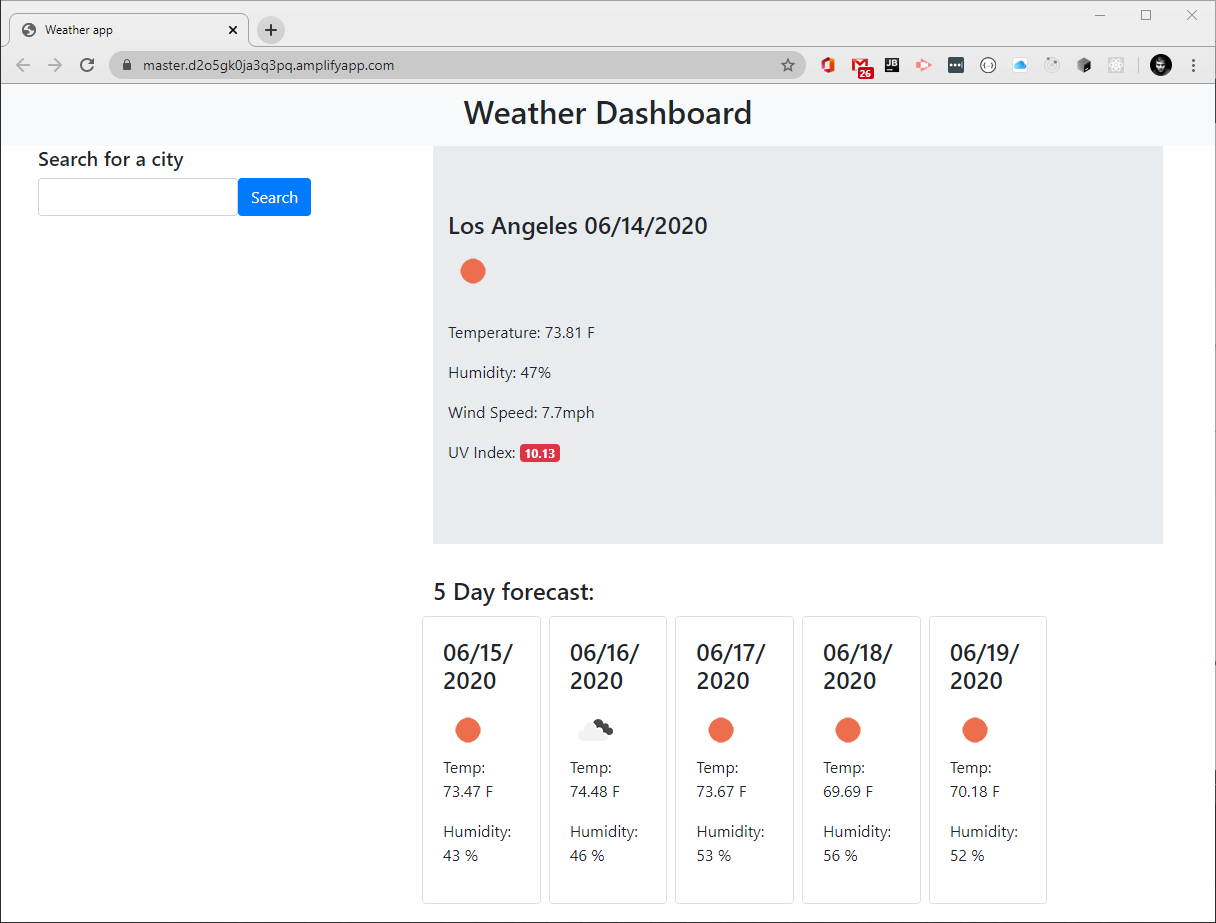 Weather app
master.d2o5gk0ja3q3pq.amplifyapp.com
26
JB
Weather Dashboard
Search for a city
Search
Los Angeles 06/14/2020
Temperature: 73.81 F
Humidity: 47%
Wind Speed: 7.7mph
UV Index: 10.13
5 Day forecast:
06/15/
2020
Temp:
73.47 F
Humidity:
43 %
06/16/
2020
Temp:
74.48 F
Humidity:
46 %
06/17/
2020
Temp:
73.67 F
Humidity:
53 %
06/18/
2020
Temp:
69.69 F
Humidity:
56 %
06/19/
2020
Temp:
70.18 F
Humidity:
52 %